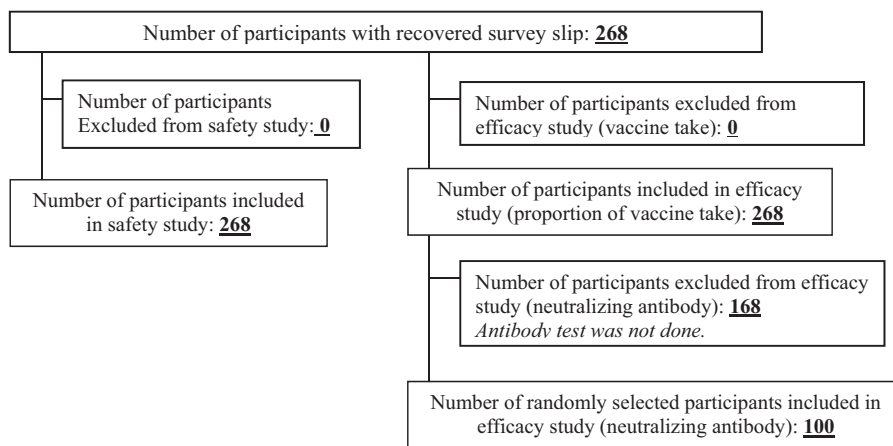 Number of participants with recovered survey slip: 268
Number of participants
Excluded from safety study: 0
Number of participants excluded from
efficacy study (vaccine take): 0
Number of participants included
in safety study: 268
Number of participants included in efficacy
study (proportion of vaccine take): 268
Number of participants excluded from efficacy
study (neutralizing antibody): 168
Antibody test was not done.
Number of randomly selected participants included in
efficacy study (neutralizing antibody): 100